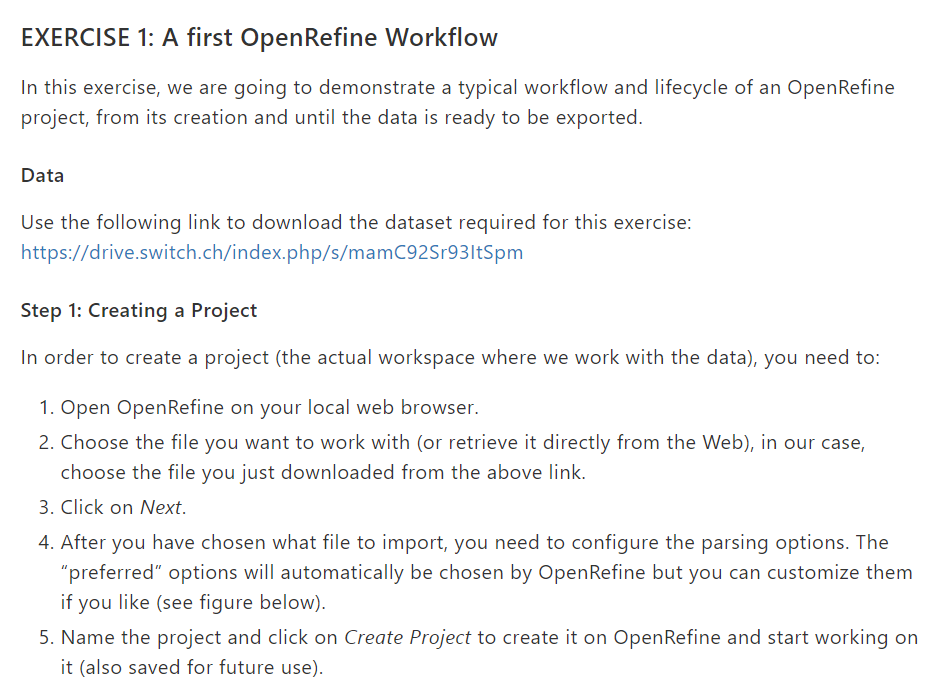 EXERCISE 1: A first OpenRefine Workflow
In this exercise, we are going to demonstrate a typical workflow and lifecycle of an OpenRefine
project, from its creation and until the data is ready to be exported.
Data
Use the following link to download the dataset required for this exercise:
https://drive.switch.ch/index.php/s/mamC92Sr93ItSpm
Step 1: Creating a Project
In order to create a project (the actual workspace where we work with the data), you need to:
1. Open OpenRefine on your local web browser.
2. Choose the file you want to work with (or retrieve it directly from the Web), in our case,
choose the file you just downloaded from the above link.
3. Click on Next.
4. After you have chosen what file to import, you need to configure the parsing options. The
“preferred” options will automatically be chosen by OpenRefine but you can customize them
if you like (see figure below).
5. Name the project and click on Create Project to create it on OpenRefine and start working on
it (also saved for future use).